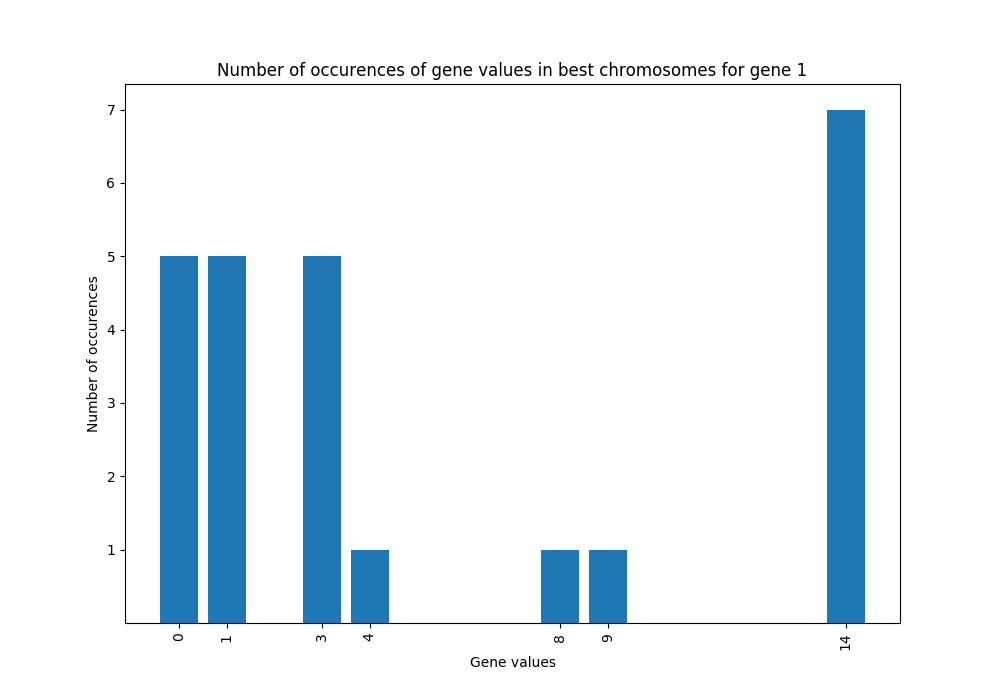 Number of occurences of gene values in best chromosomes for gene 1
7
6
5
4
3
2
1
Number of occurences
0 1 3 4 8 9 14
Gene values